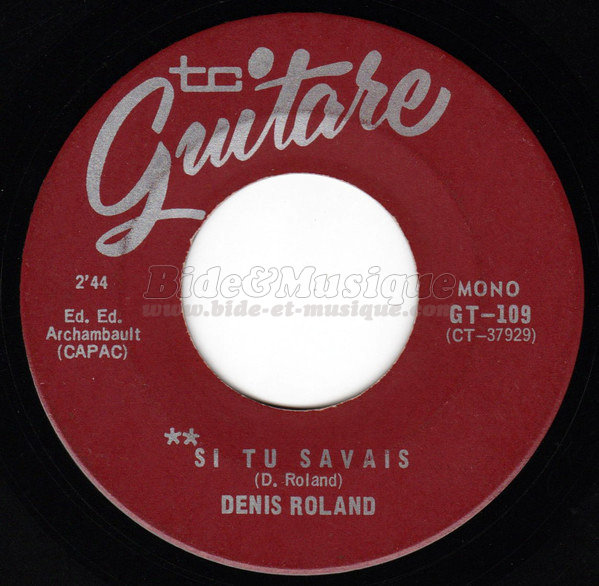 tc
Guitare
2'44
Ed. Ed.
Archambault
(CAPAC)
MONO
GT-109
(CT-37929)
Bide&Musique
www.bide-et-musique.com
**
SI TU SAVAIS
(D. Roland)
DENIS ROLAND